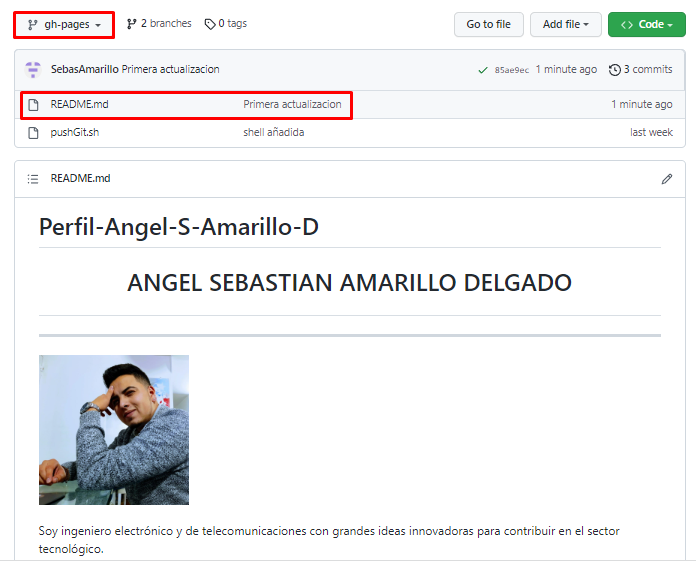 gh-pages 2 branches 0 tags Go to file Add file Code
SebasAmarillo Primera actualizacion 85ae9ec 1 minute ago 3 commits
README.md Primera actualizacion 1 minute ago
pushGit.sh shell añadida last week
README.md
Perfil-Angel-S-Amarillo-D
ANGEL SEBASTIAN AMARILLO DELGADO
Soy ingeniero electrónico y de telecomunicaciones con grandes ideas innovadoras para contribuir en el sector
tecnológico.